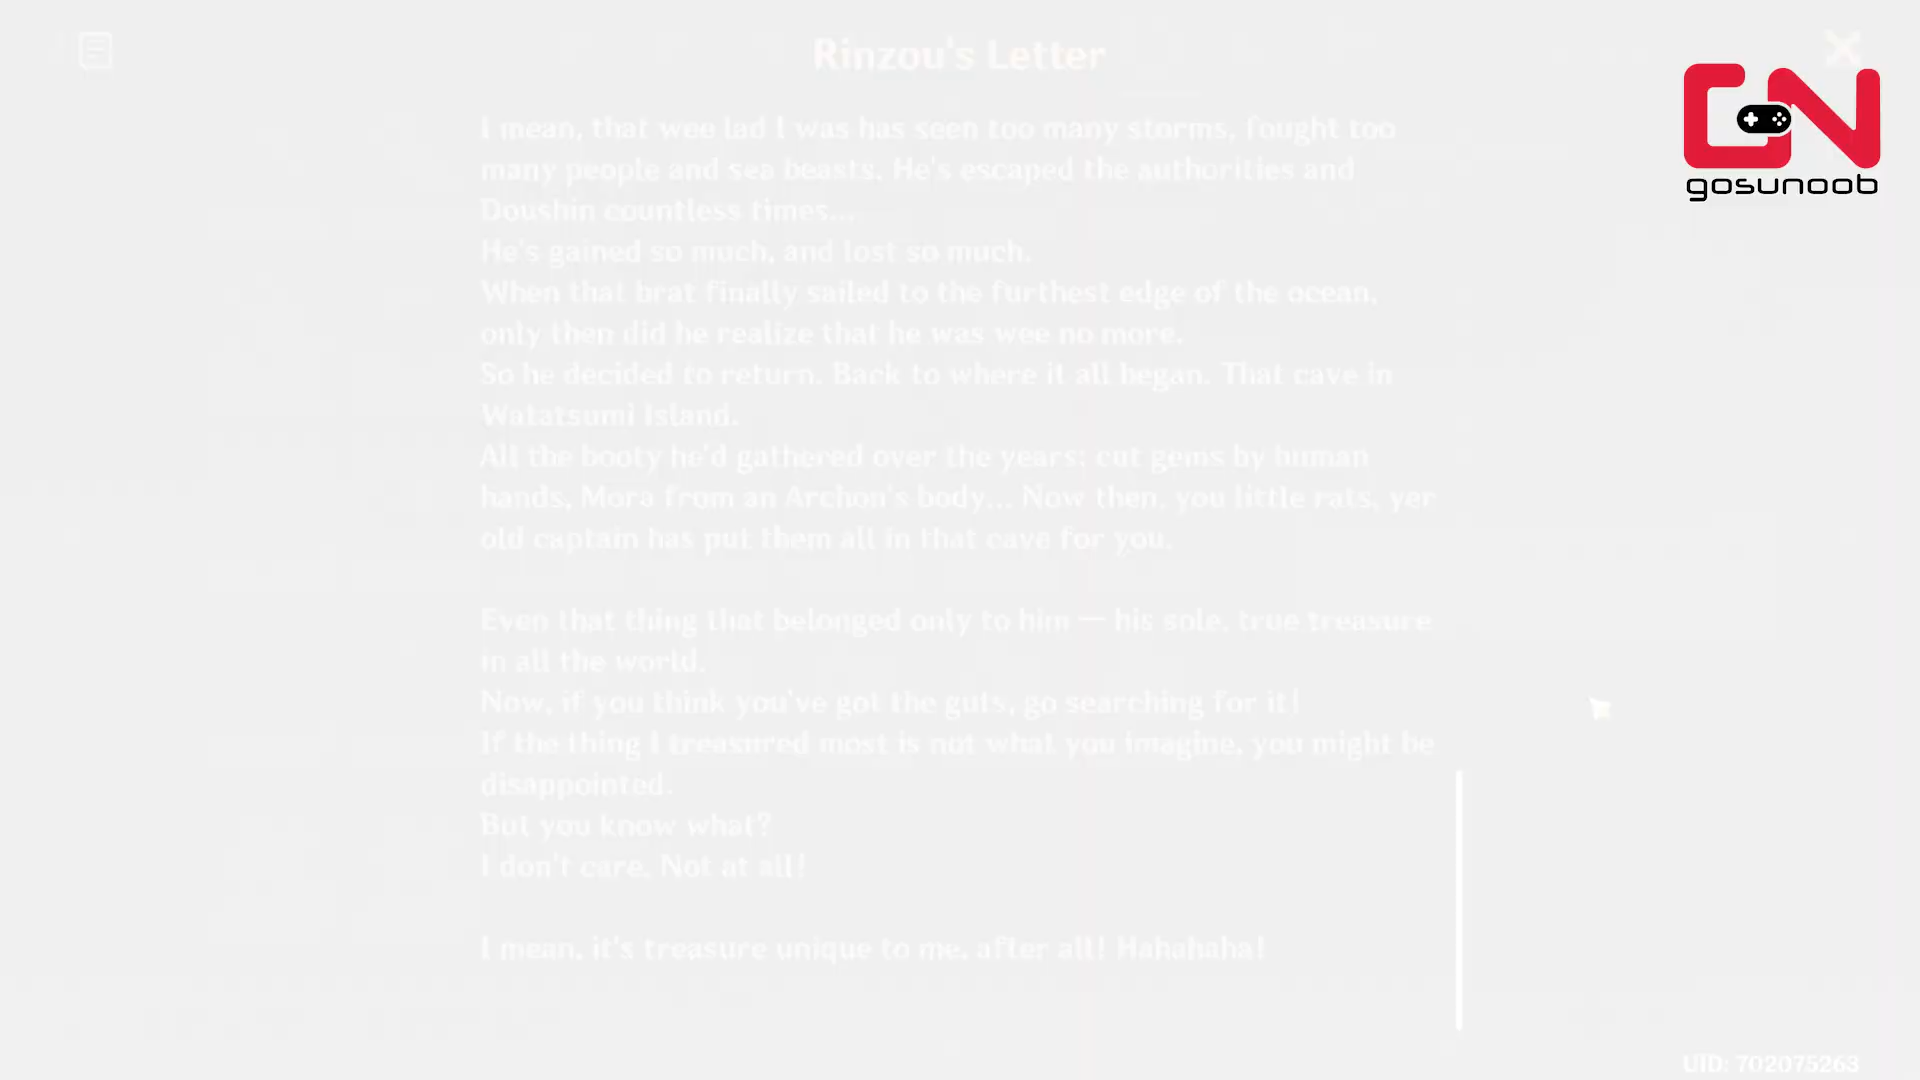 Rinzou's Letter
I mean, that wee lad I was has seen too many storms, fought too
many people and sea beasts. He's escaped the authorities and
Doushin countless times...
He's gained so much, and lost so much.
When that brat finally sailed to the furthest edge of the ocean,
only then did he realize that he was wee no more.
So he decided to return. Back to where it all began. That cave in
Watatsumi Island.
All the booty he'd gathered over the years; cut gems by human
hands, Mora from an Archon's body... Now then, you little rats, yer
old captain has put them all in that cave for you.
Even that thing that belonged only to him — his sole, true treasure
in all the world.
Now, if you think you've got the guts, go searching for it!
If the thing I treasured most is not what you imagine, you might be
disappointed.
But you know what?
I don't care. Not at all!
I mean, it's treasure unique to me, after all! Hahahaha!
GN
gosunoob
UID: 702075263